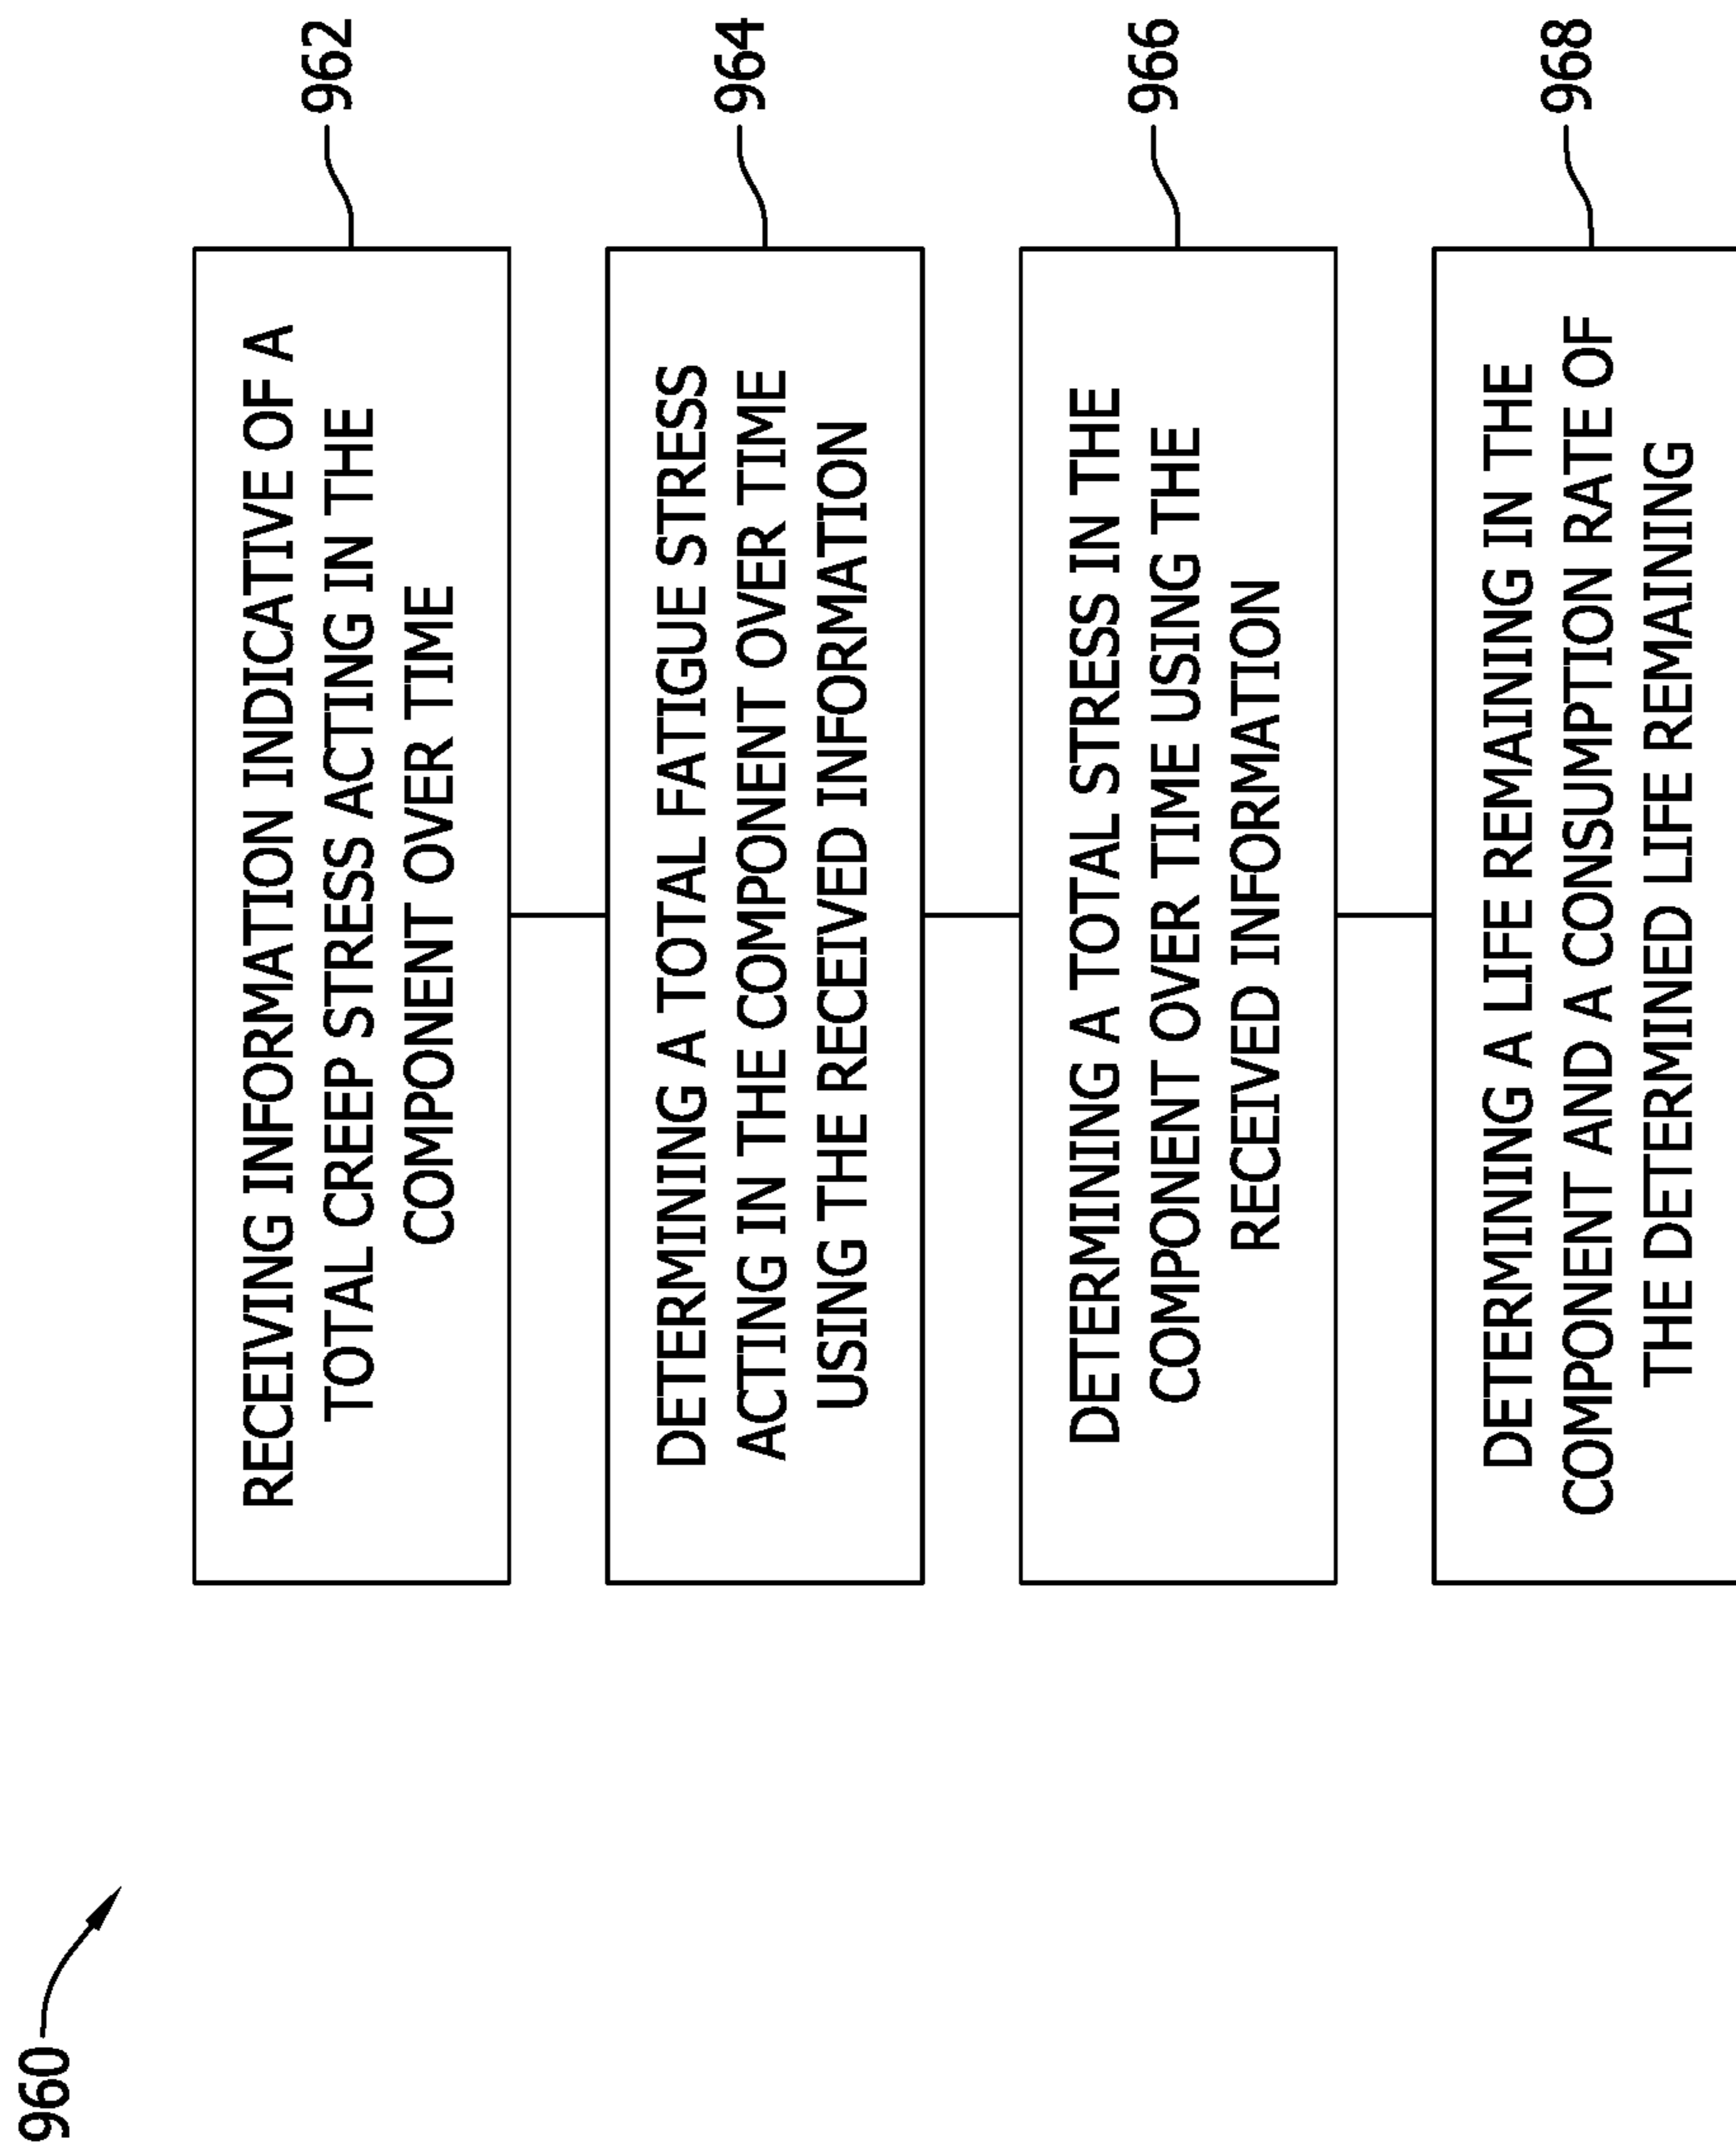 960
RECEIVING INFORMATION INDICATIVE OF A
TOTAL CREEP STRESS ACTING IN THE
COMPONENT OVER TIME
962
DETERMINING A TOTAL FATIGUE STRESS
ACTING IN THE COMPONENT OVER TIME
USING THE RECEIVED INFORMATION
964
DETERMINING A TOTAL STRESS IN THE
COMPONENT OVER TIME USING THE
RECEIVED INFORMATION
966
DETERMINING A LIFE REMAINING IN THE
COMPONENT AND A CONSUMPTION RATE OF
THE DETERMINED LIFE REMAINING
968